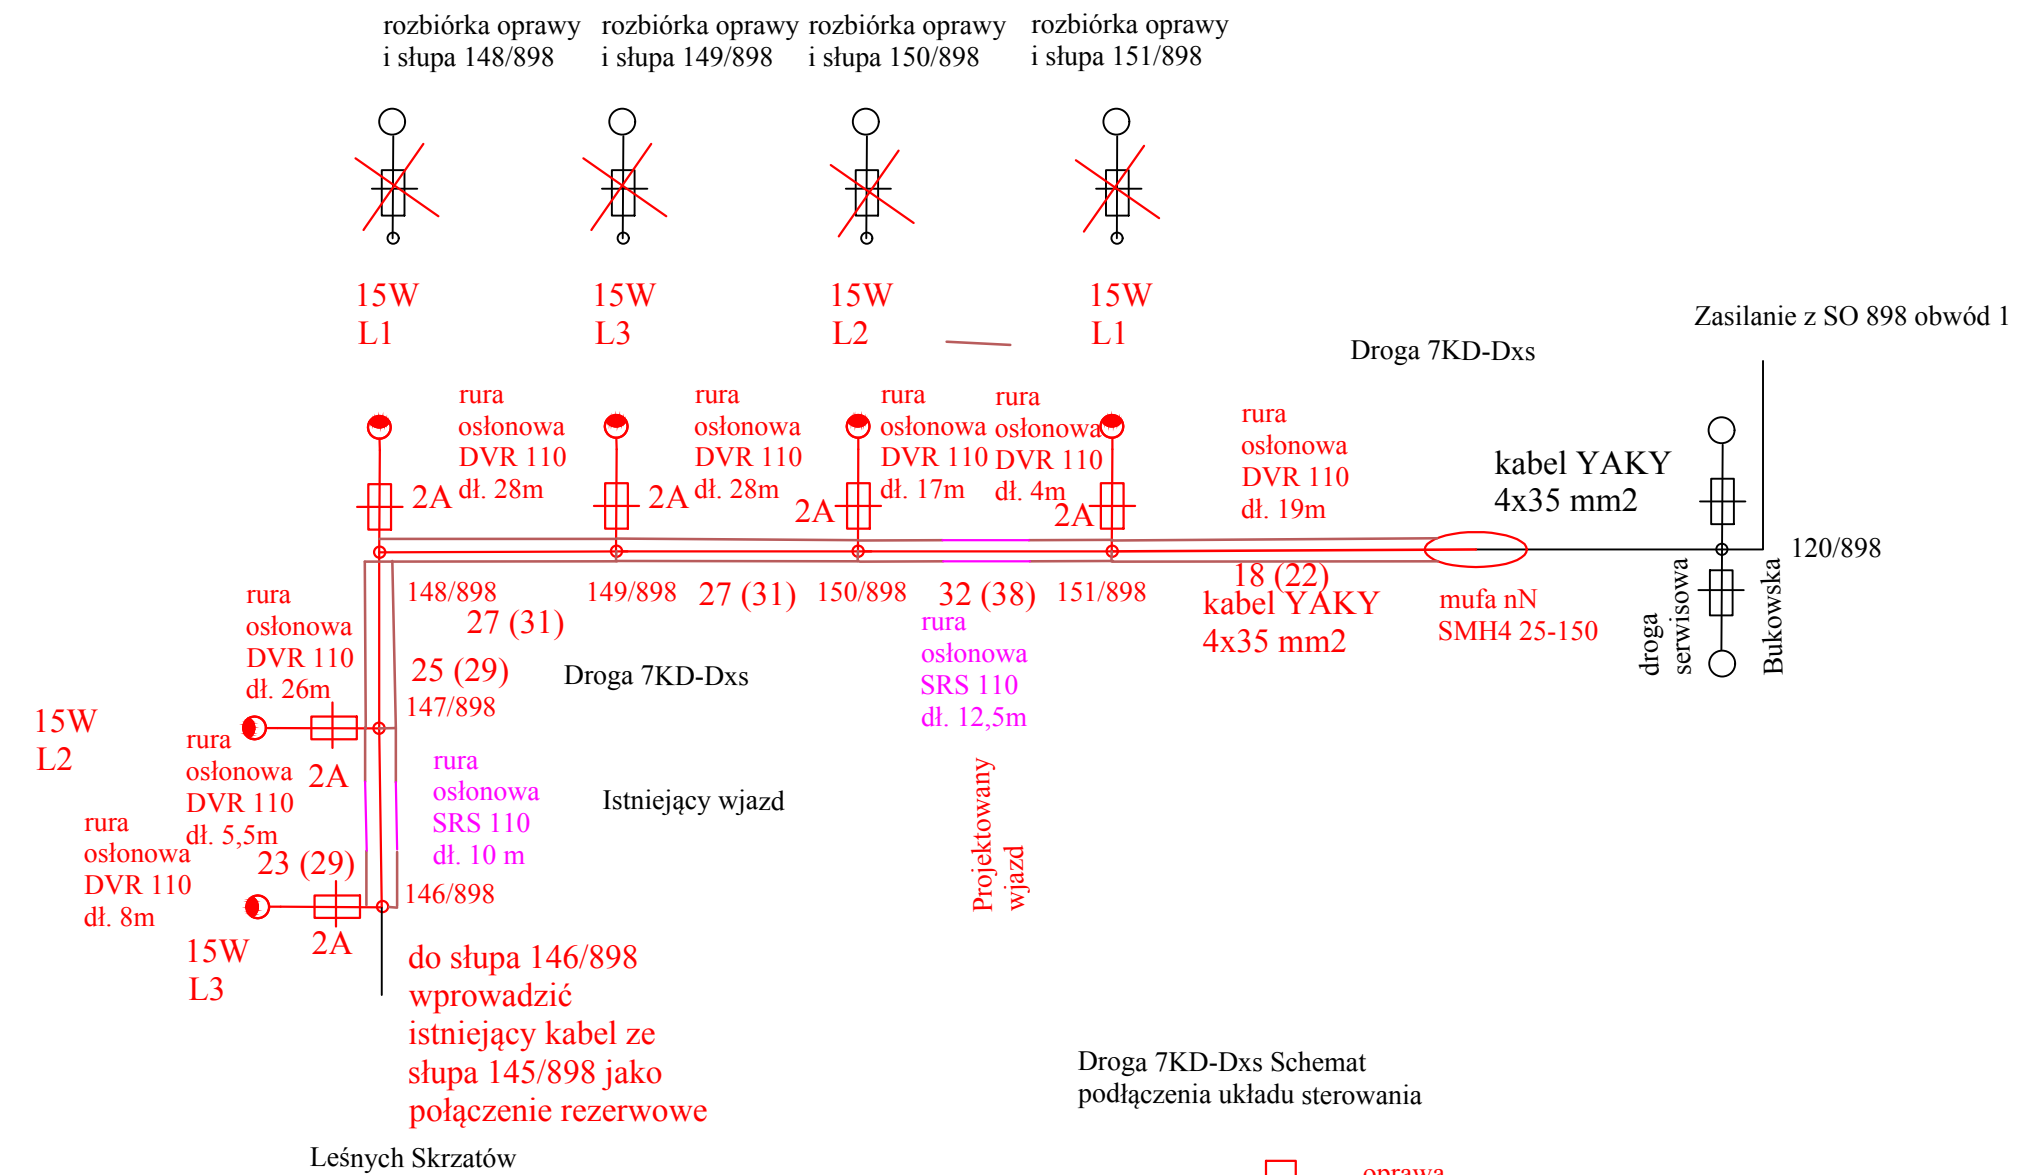 rozbiórka oprawy
i słupa 148/898
rozbiórka oprawy
i słupa 149/898
rozbiórka oprawy
i słupa 150/898
rozbiórka oprawy
i słupa 151/898
15W
L1
15W
L3
15W
L2
15W
L1
Zasilanie z SO 898 obwód 1
Droga 7KD-Dxs
rura
osłonowa
DVR 110
dł. 28m
rura
osłonowa
DVR 110
dł. 28m
rura
osłonowa
DVR 110
dł. 17m
rura
osłonowa
DVR 110
dł. 4m
rura
osłonowa
DVR 110
dł. 19m
kabel YAKY
4x35 mm2
2A
2A
2A
2A
120/898
148/898
149/898
27 (31)
150/898
32 (38)
151/898
18 (22)
kabel YAKY
4x35 mm2
mufa nN
SMH4 25-150
droga
serwisowa
Bukowska
27 (31)
rura
osłonowa
DVR 110
dł. 26m
25 (29)
147/898
Droga 7KD-Dxs
rura
osłonowa
SRS 110
dł. 12,5m
15W
L2
2A
rura
osłonowa
DVR 110
dł. 5,5m
rura
osłonowa
SRS 110
dł. 10 m
Istniejący wjazd
Projektowany
wjazd
rura
osłonowa
DVR 110
dł. 8m
23 (29)
146/898
2A
15W
L3
do słupa 146/898
wprowadzić
istniejący kabel ze
słupa 145/898 jako
połączenie rezerwowe
Droga 7KD-Dxs Schemat
podłączenia układu sterowania
Leśnych Skrzatów
oprawa